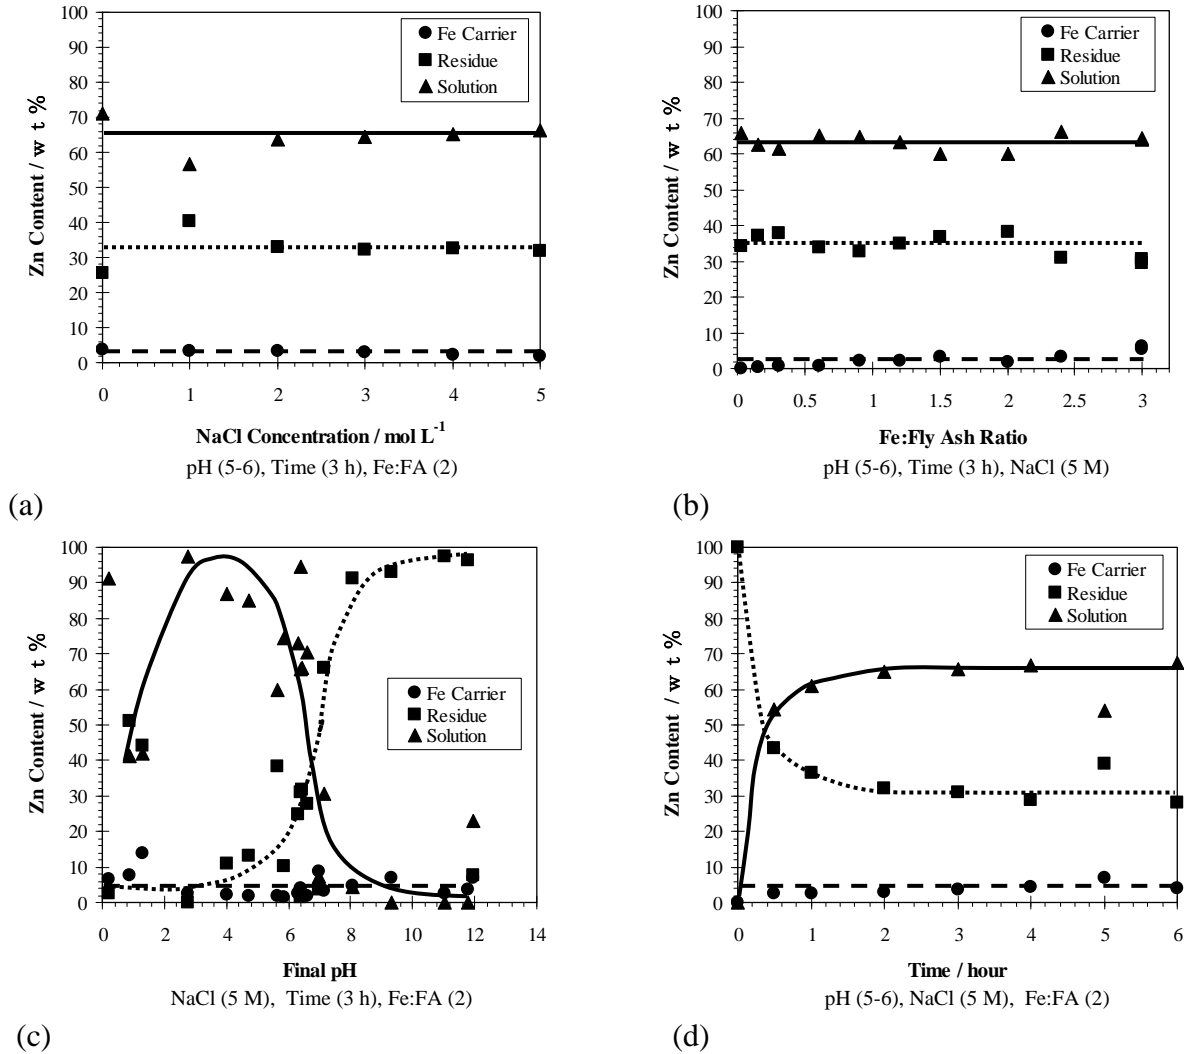 100
90
80
70
60
50
40
30
20
10
0
Zn Content / w t %
Fe Carrier
Residue
Solution
0 1 2 3 4 5
NaCl Concentration / mol L-1
pH (5-6), Time (3 h), Fe:FA (2)
(a)
100
90
80
70
60
50
40
30
20
10
0
Zn Content / w t %
Fe Carrier
Residue
Solution
0 0.5 1 1.5 2 2.5 3
Fe:Fly Ash Ratio
pH (5-6), Time (3 h), NaCl (5 M)
(b)
100
90
80
70
60
50
40
30
20
10
0
Zn Content / w t %
Fe Carrier
Residue
Solution
0 2 4 6 8 10 12 14
Final pH
NaCl (5 M), Time (3 h), Fe:FA (2)
(c)
100
90
80
70
60
50
40
30
20
10
0
Zn Content / w t %
Fe Carrier
Residue
Solution
0 1 2 3 4 5 6
Time / hour
pH (5-6), NaCl (5 M), Fe:FA (2)
(d)